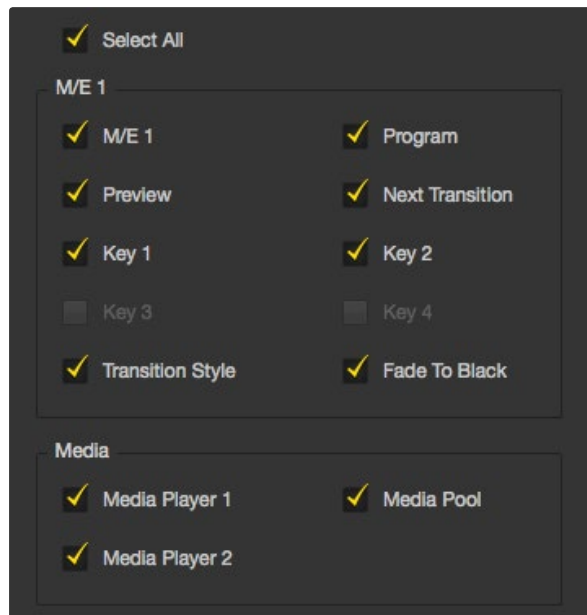 Select All
M/E 1
M/E 1 Program
Preview Next Transition
Key 1 Key 2
Key 3 Key 4
Transition Style Fade To Black
Media
Media Player 1 Media Pool
Media Player 2